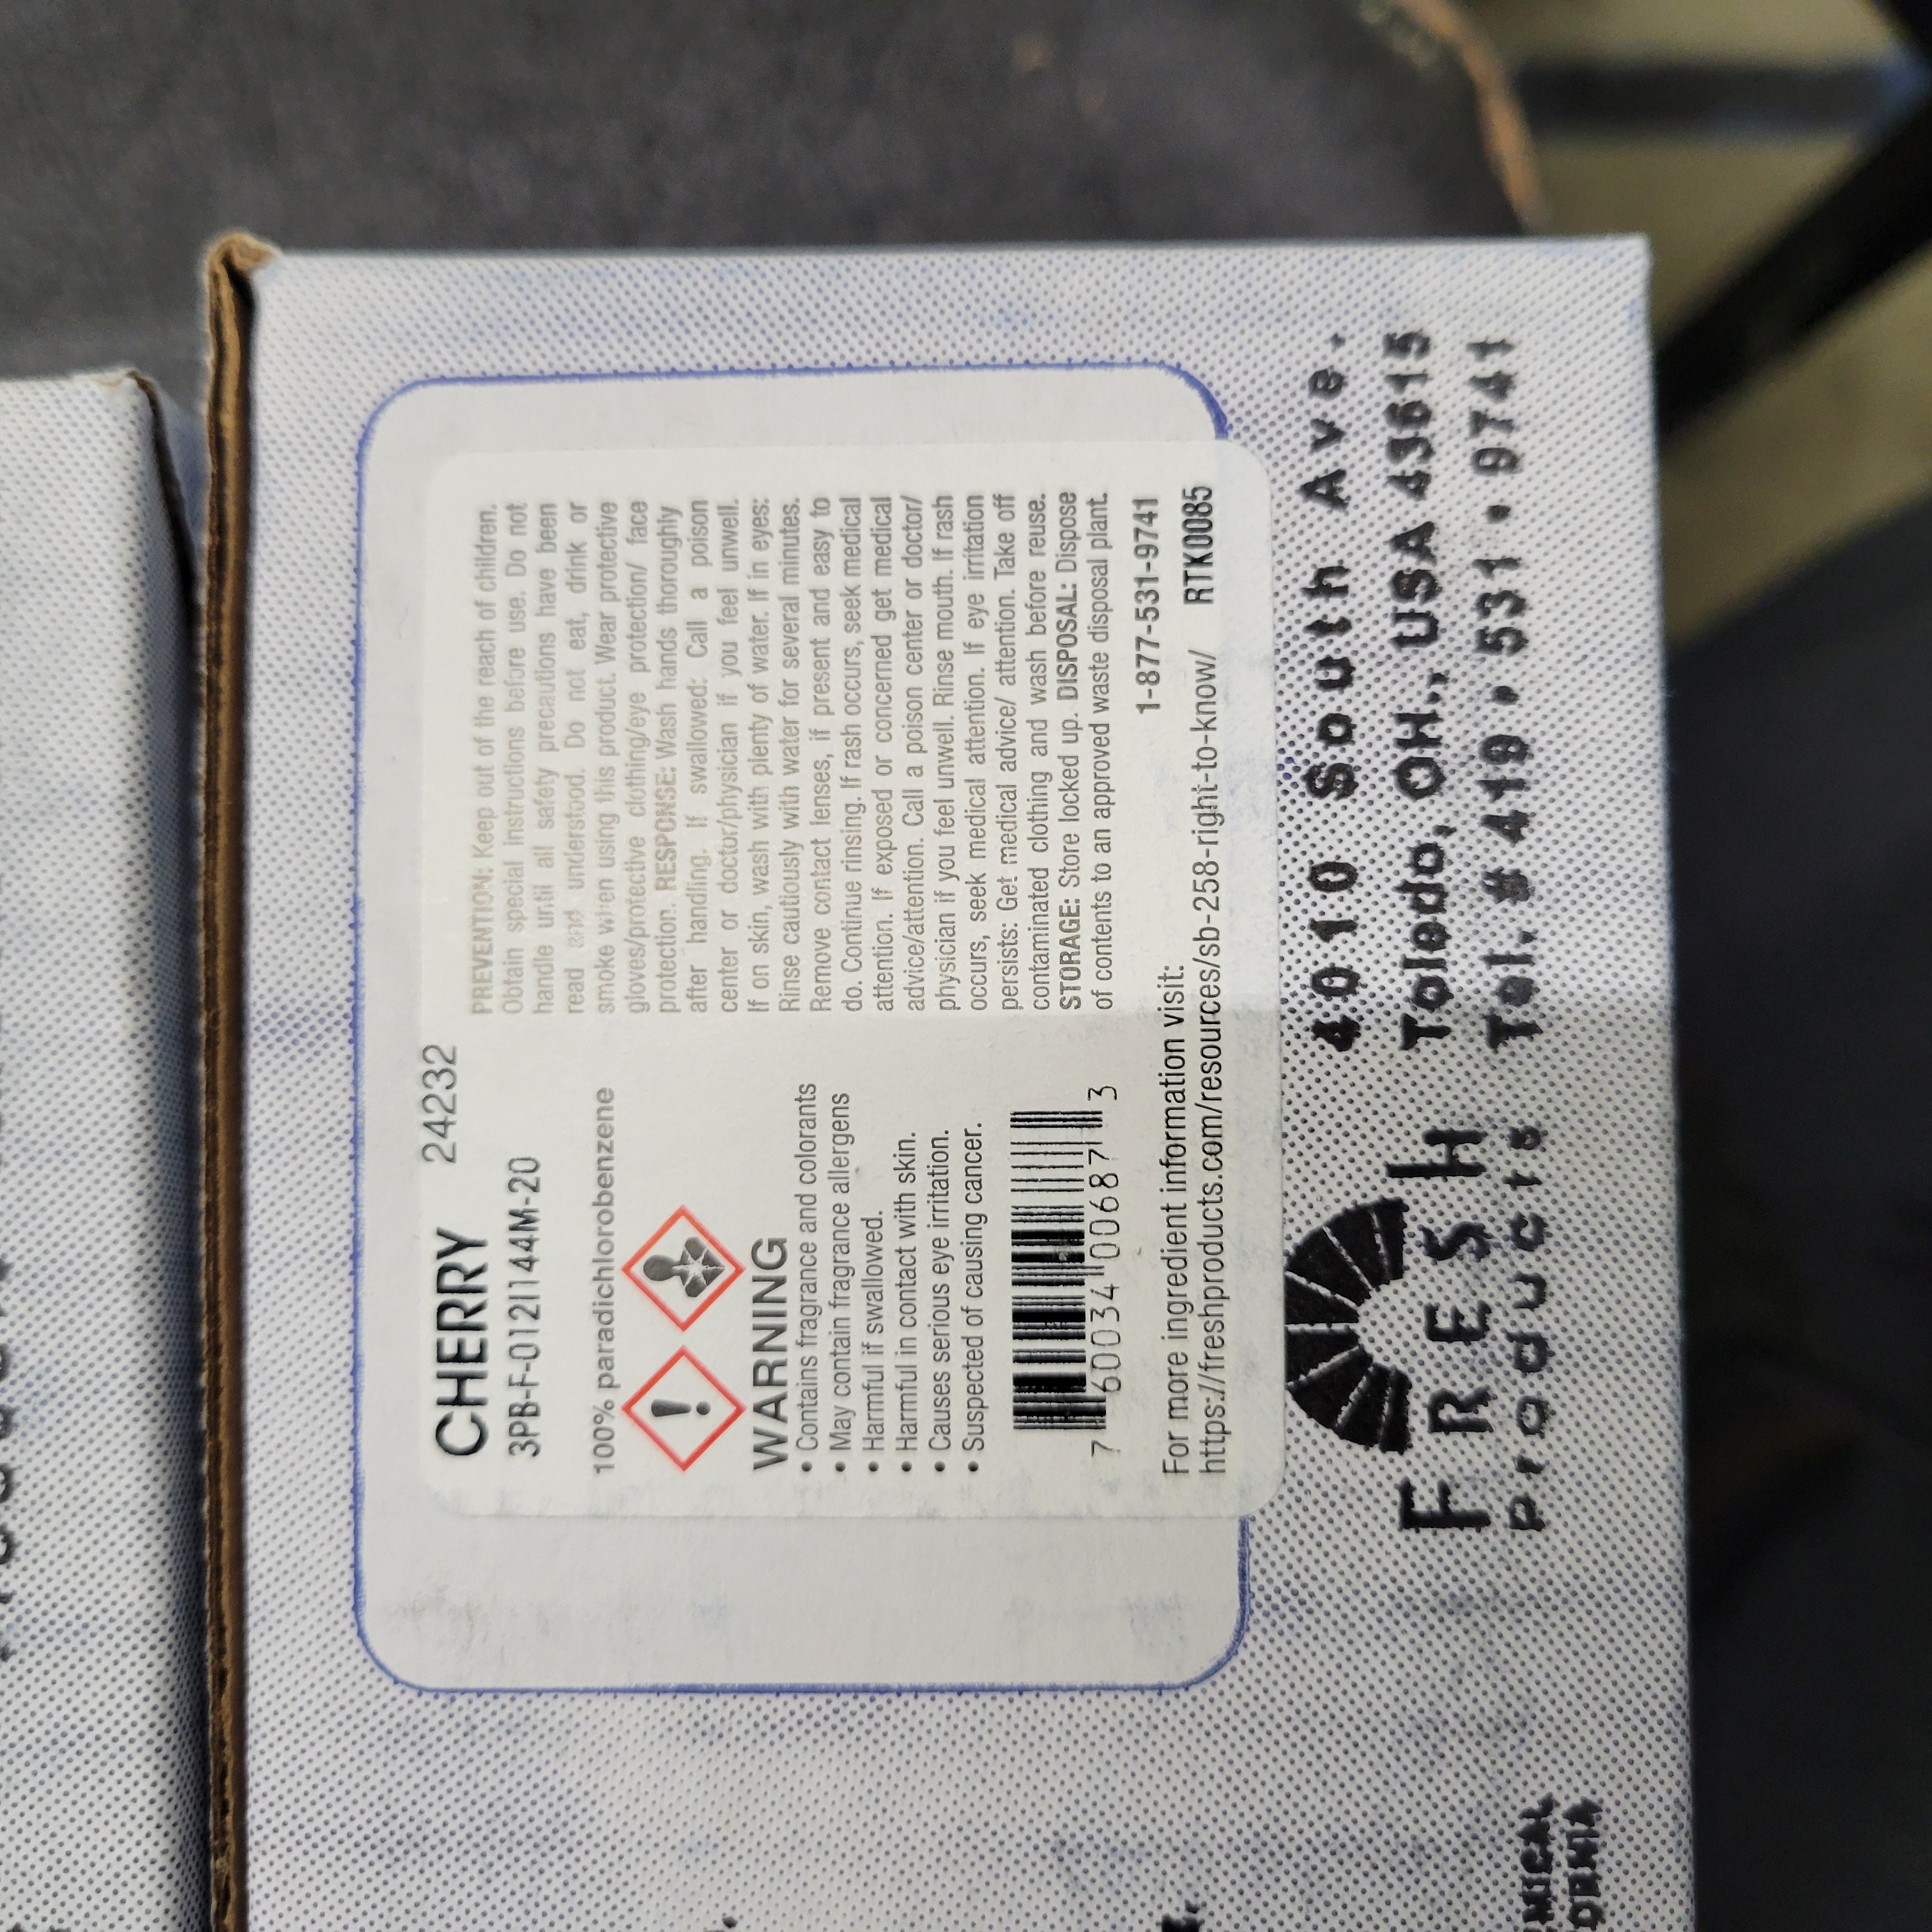 CHERRY 24232
3PB-F-012I144M-20
100% paradichlorobenzene
WARNING
• Contains fragrance and colorants
• May contain fragrance allergens
• Harmful if swallowed.
• Harmful in contact with skin.
• Causes serious eye irritation.
• Suspected of causing cancer.
7 60034 00687 3
PREVENTION: Keep out of the reach of children.
Obtain special instructions before use. Do not
handle until all safety precautions have been
read and understood. Do not eat, drink or
smoke when using this product. Wear protective
gloves/protective clothing/eye protection/ face
protection. RESPONSE: Wash hands thoroughly
after handling. If swallowed: Call a poison
center or doctor/physician if you feel unwell.
If on skin, wash with plenty of water. If in eyes:
Rinse cautiously with water for several minutes.
Remove contact lenses, if present and easy to
do. Continue rinsing. If rash occurs, seek medical
attention. If exposed or concerned get medical
advice/attention. Call a poison center or doctor/
physician if you feel unwell. Rinse mouth. If rash
occurs, seek medical attention. If eye irritation
persists: Get medical advice/ attention. Take off
contaminated clothing and wash before reuse.
STORAGE: Store locked up. DISPOSAL: Dispose
of contents to an approved waste disposal plant.
1-877-531-9741
For more ingredient information visit:
https://freshproducts.com/resources/sb-258-right-to-know/ RTK0085
FRESH
Products
4010 South Ave.
Toledo, OH., USA 43615
Tel. # 419.531.9741